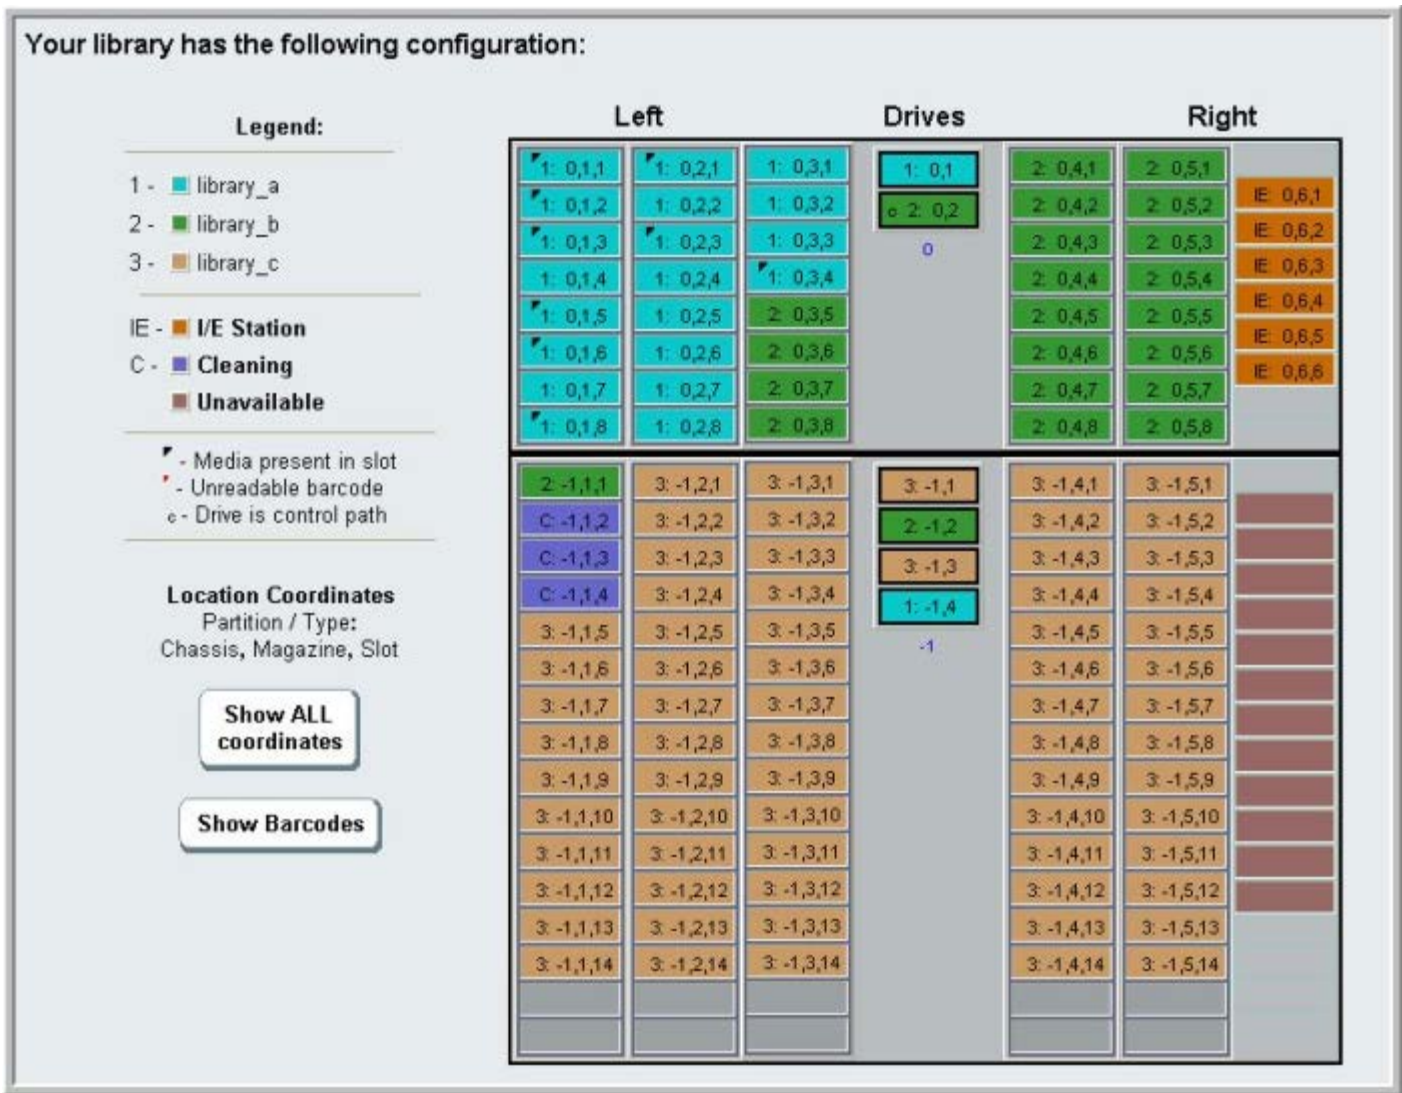 Your library has the following configuration:
Legend:
1 - library_a
2 - library_b
3 - library_c
IE - I/E Station
C - Cleaning
Unavailable
- Media present in slot
- Unreadable barcode
c - Drive is control path
Location Coordinates
Partition / Type:
Chassis, Magazine, Slot
Show ALL
coordinates
Show Barcodes
Left Drives Right
1: 0,1,1 1: 0,2,1 1: 0,3,1 1: 0,1 2: 0,4,1 2: 0,5,1
IE: 0,6,1
1: 0,1,2 1: 0,2,2 1: 0,3,2 c 2: 0,2 2: 0,4,2 2: 0,5,2
IE: 0,6,2
1: 0,1,3 1: 0,2,3 1: 0,3,3 0 2: 0,4,3 2: 0,5,3
IE: 0,6,3
1: 0,1,4 1: 0,2,4 1: 0,3,4 2: 0,4,4 2: 0,5,4
IE: 0,6,4
1: 0,1,5 1: 0,2,5 2: 0,3,5 2: 0,4,5 2: 0,5,5
IE: 0,6,5
1: 0,1,6 1: 0,2,6 2: 0,3,6 2: 0,4,6 2: 0,5,6
IE: 0,6,6
1: 0,1,7 1: 0,2,7 2: 0,3,7 2: 0,4,7 2: 0,5,7
1: 0,1,8 1: 0,2,8 2: 0,3,8 2: 0,4,8 2: 0,5,8
2: -1,1,1 3: -1,2,1 3: -1,3,1 3: -1,1 3: -1,4,1 3: -1,5,1
C: -1,1,2 3: -1,2,2 3: -1,3,2 2: -1,2 3: -1,4,2 3: -1,5,2
C: -1,1,3 3: -1,2,3 3: -1,3,3 3: -1,3 3: -1,4,3 3: -1,5,3
C: -1,1,4 3: -1,2,4 3: -1,3,4 1: -1,4 3: -1,4,4 3: -1,5,4
3: -1,1,5 3: -1,2,5 3: -1,3,5 -1 3: -1,4,5 3: -1,5,5
3: -1,1,6 3: -1,2,6 3: -1,3,6 3: -1,4,6 3: -1,5,6
3: -1,1,7 3: -1,2,7 3: -1,3,7 3: -1,4,7 3: -1,5,7
3: -1,1,8 3: -1,2,8 3: -1,3,8 3: -1,4,8 3: -1,5,8
3: -1,1,9 3: -1,2,9 3: -1,3,9 3: -1,4,9 3: -1,5,9
3: -1,1,10 3: -1,2,10 3: -1,3,10 3: -1,4,10 3: -1,5,10
3: -1,1,11 3: -1,2,11 3: -1,3,11 3: -1,4,11 3: -1,5,11
3: -1,1,12 3: -1,2,12 3: -1,3,12 3: -1,4,12 3: -1,5,12
3: -1,1,13 3: -1,2,13 3: -1,3,13 3: -1,4,13 3: -1,5,13
3: -1,1,14 3: -1,2,14 3: -1,3,14 3: -1,4,14 3: -1,5,14